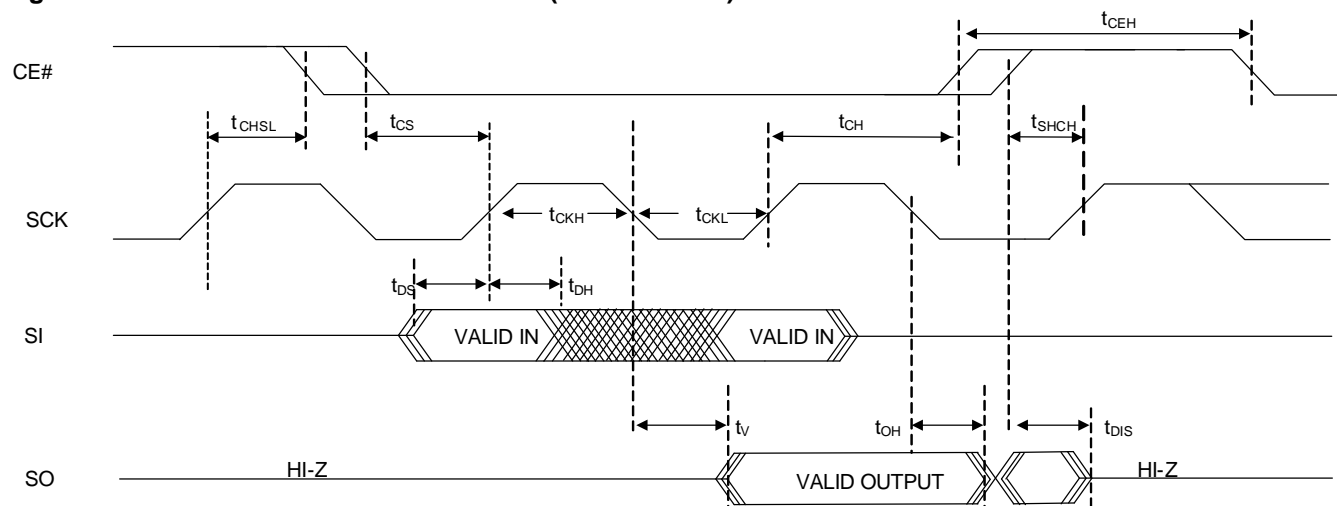 tCEH
CE#
tCHSL
tCS
tCH
tSHCH
SCK
tCKH
tCKL
tDS
tDH
SI
VALID IN
VALID IN
tV
tOH
tDIS
SO
HI-Z
VALID OUTPUT
HI-Z